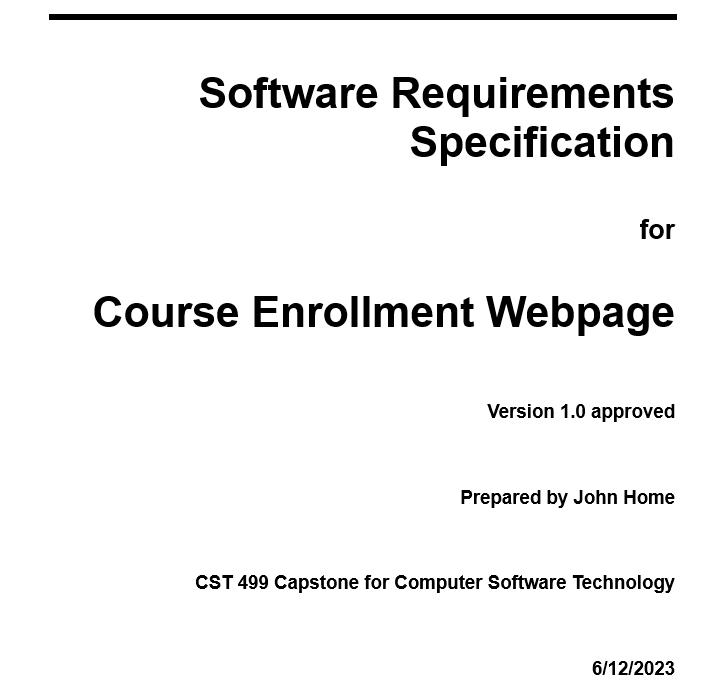 Software Requirements
Specification
for
Course Enrollment Webpage
Version 1.0 approved
Prepared by John Home
CST 499 Capstone for Computer Software Technology
6/12/2023